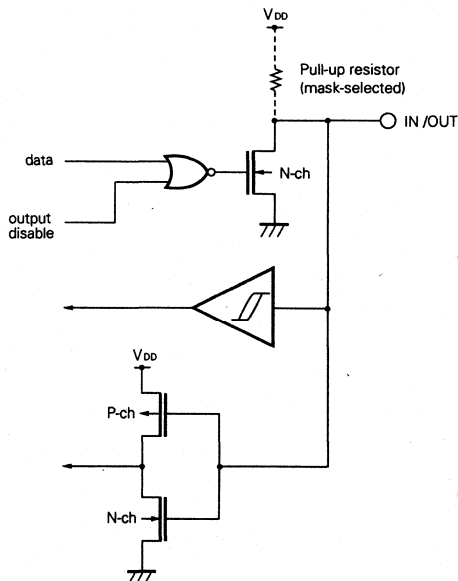 VDD
Pull-up resistor
(mask-selected)
IN/OUT
data
N-ch
output
disable
VDD
P-ch
N-ch